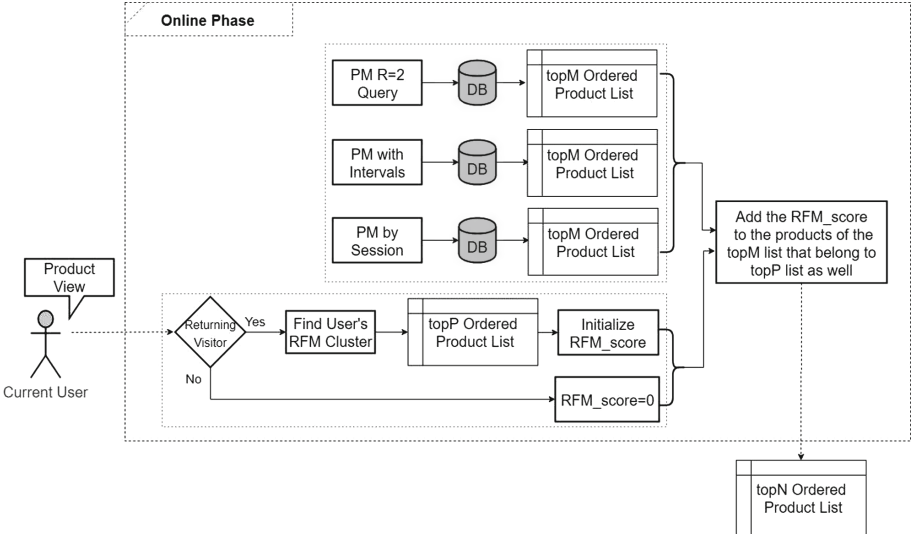 Online Phase
PM R=2
Query
DB
topM Ordered
Product List
PM with
Intervals
DB
topM Ordered
Product List
PM by
Session
DB
topM Ordered
Product List
Add the RFM_score
to the products of the
topM list that belong to
topP list as well
Product
View
Current User
Returning
Visitor
Yes
No
Find User's
RFM Cluster
topP Ordered
Product List
Initialize
RFM_score
RFM_score=0
topN Ordered
Product List